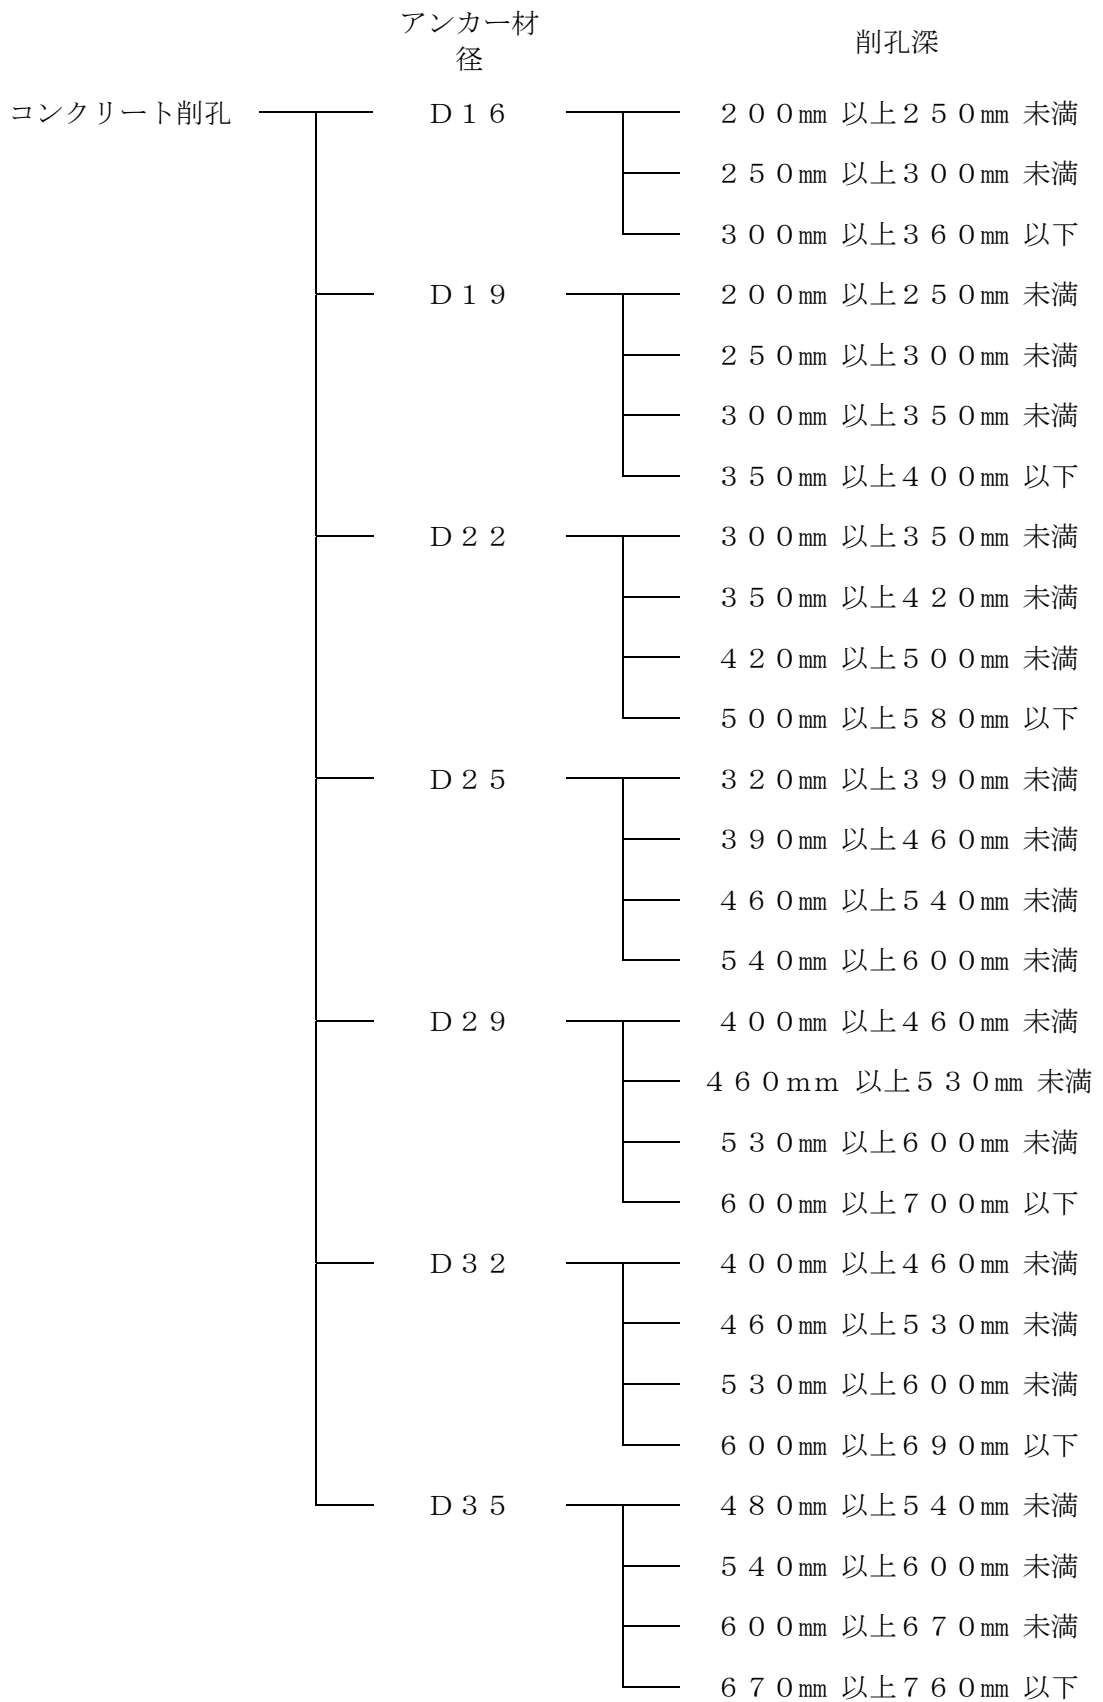 アンカー材
径
削孔深
コンクリート削孔 D16 200㎜ 以上250㎜ 未満
250㎜ 以上300㎜ 未満
300㎜ 以上360㎜ 以下
D19 200㎜ 以上250㎜ 未満
250㎜ 以上300㎜ 未満
300㎜ 以上350㎜ 未満
350㎜ 以上400㎜ 以下
D22 300㎜ 以上350㎜ 未満
350㎜ 以上420㎜ 未満
420㎜ 以上500㎜ 未満
500㎜ 以上580㎜ 以下
D25 320㎜ 以上390㎜ 未満
390㎜ 以上460㎜ 未満
460㎜ 以上540㎜ 未満
540㎜ 以上600㎜ 未満
D29 400㎜ 以上460㎜ 未満
460mm 以上530㎜ 未満
530㎜ 以上600㎜ 未満
600㎜ 以上700㎜ 以下
D32 400㎜ 以上460㎜ 未満
460㎜ 以上530㎜ 未満
530㎜ 以上600㎜ 未満
600㎜ 以上690㎜ 以下
D35 480㎜ 以上540㎜ 未満
540㎜ 以上600㎜ 未満
600㎜ 以上670㎜ 未満
670㎜ 以上760㎜ 以下